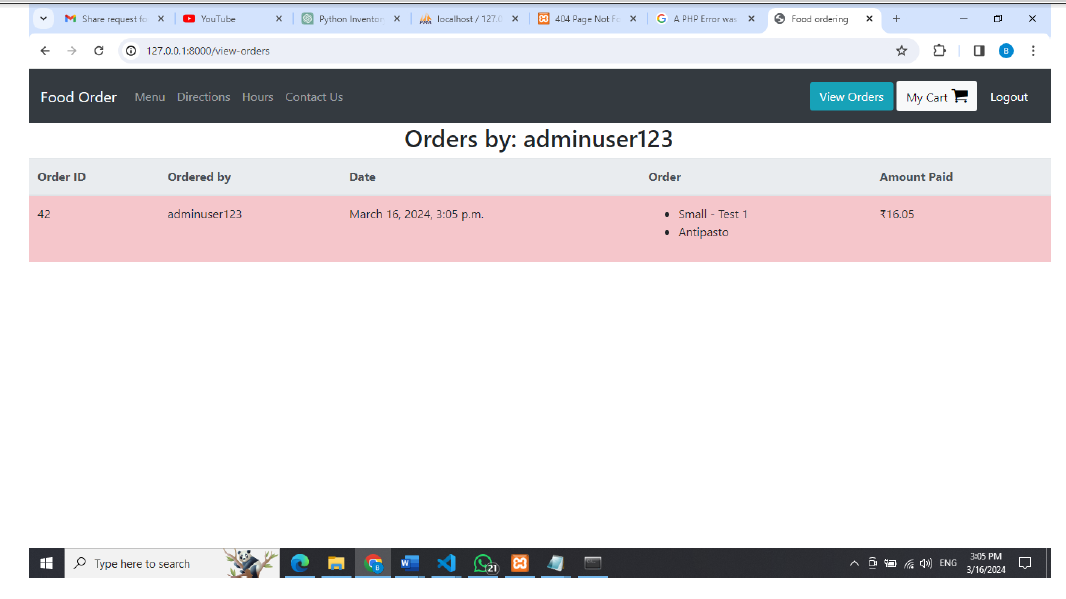 Share request fo
YouTube
Python Inventor
localhost / 127.0
404 Page Not Fo
A PHP Error was
Food ordering
127.0.0.1:8000/view-orders
B
Food Order Menu Directions Hours Contact Us View Orders My Cart Logout
Orders by: adminuser123
Order ID Ordered by Date Order Amount Paid
42 adminuser123 March 16, 2024, 3:05 p.m. • Small - Test 1 ₹16.05
• Antipasto
Type here to search
21
ENG
3:05 PM
3/16/2024